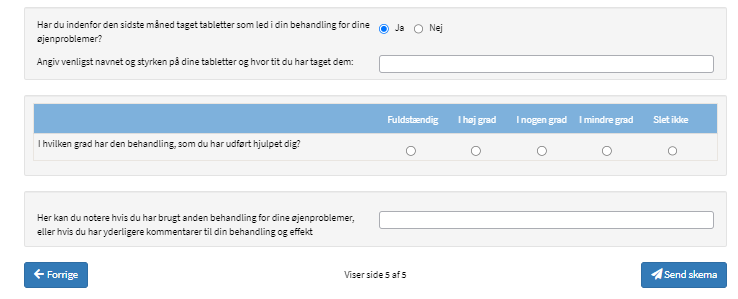 Har du indenfor den sidste måned taget tabletter som led i din behandling for dine
øjenproblemer?
Ja
Nej
Angiv venligst navnet og styrken på dine tabletter og hvor tit du har taget dem:
Fuldstændig
I høj grad
I nogen grad
I mindre grad
Slet ikke
I hvilken grad har den behandling, som du har udført hjulpet dig?
Her kan du notere hvis du har brugt anden behandling for dine øjenproblemer,
eller hvis du har yderligere kommentarer til din behandling og effekt
Forrige
Viser side 5 af 5
Send skema